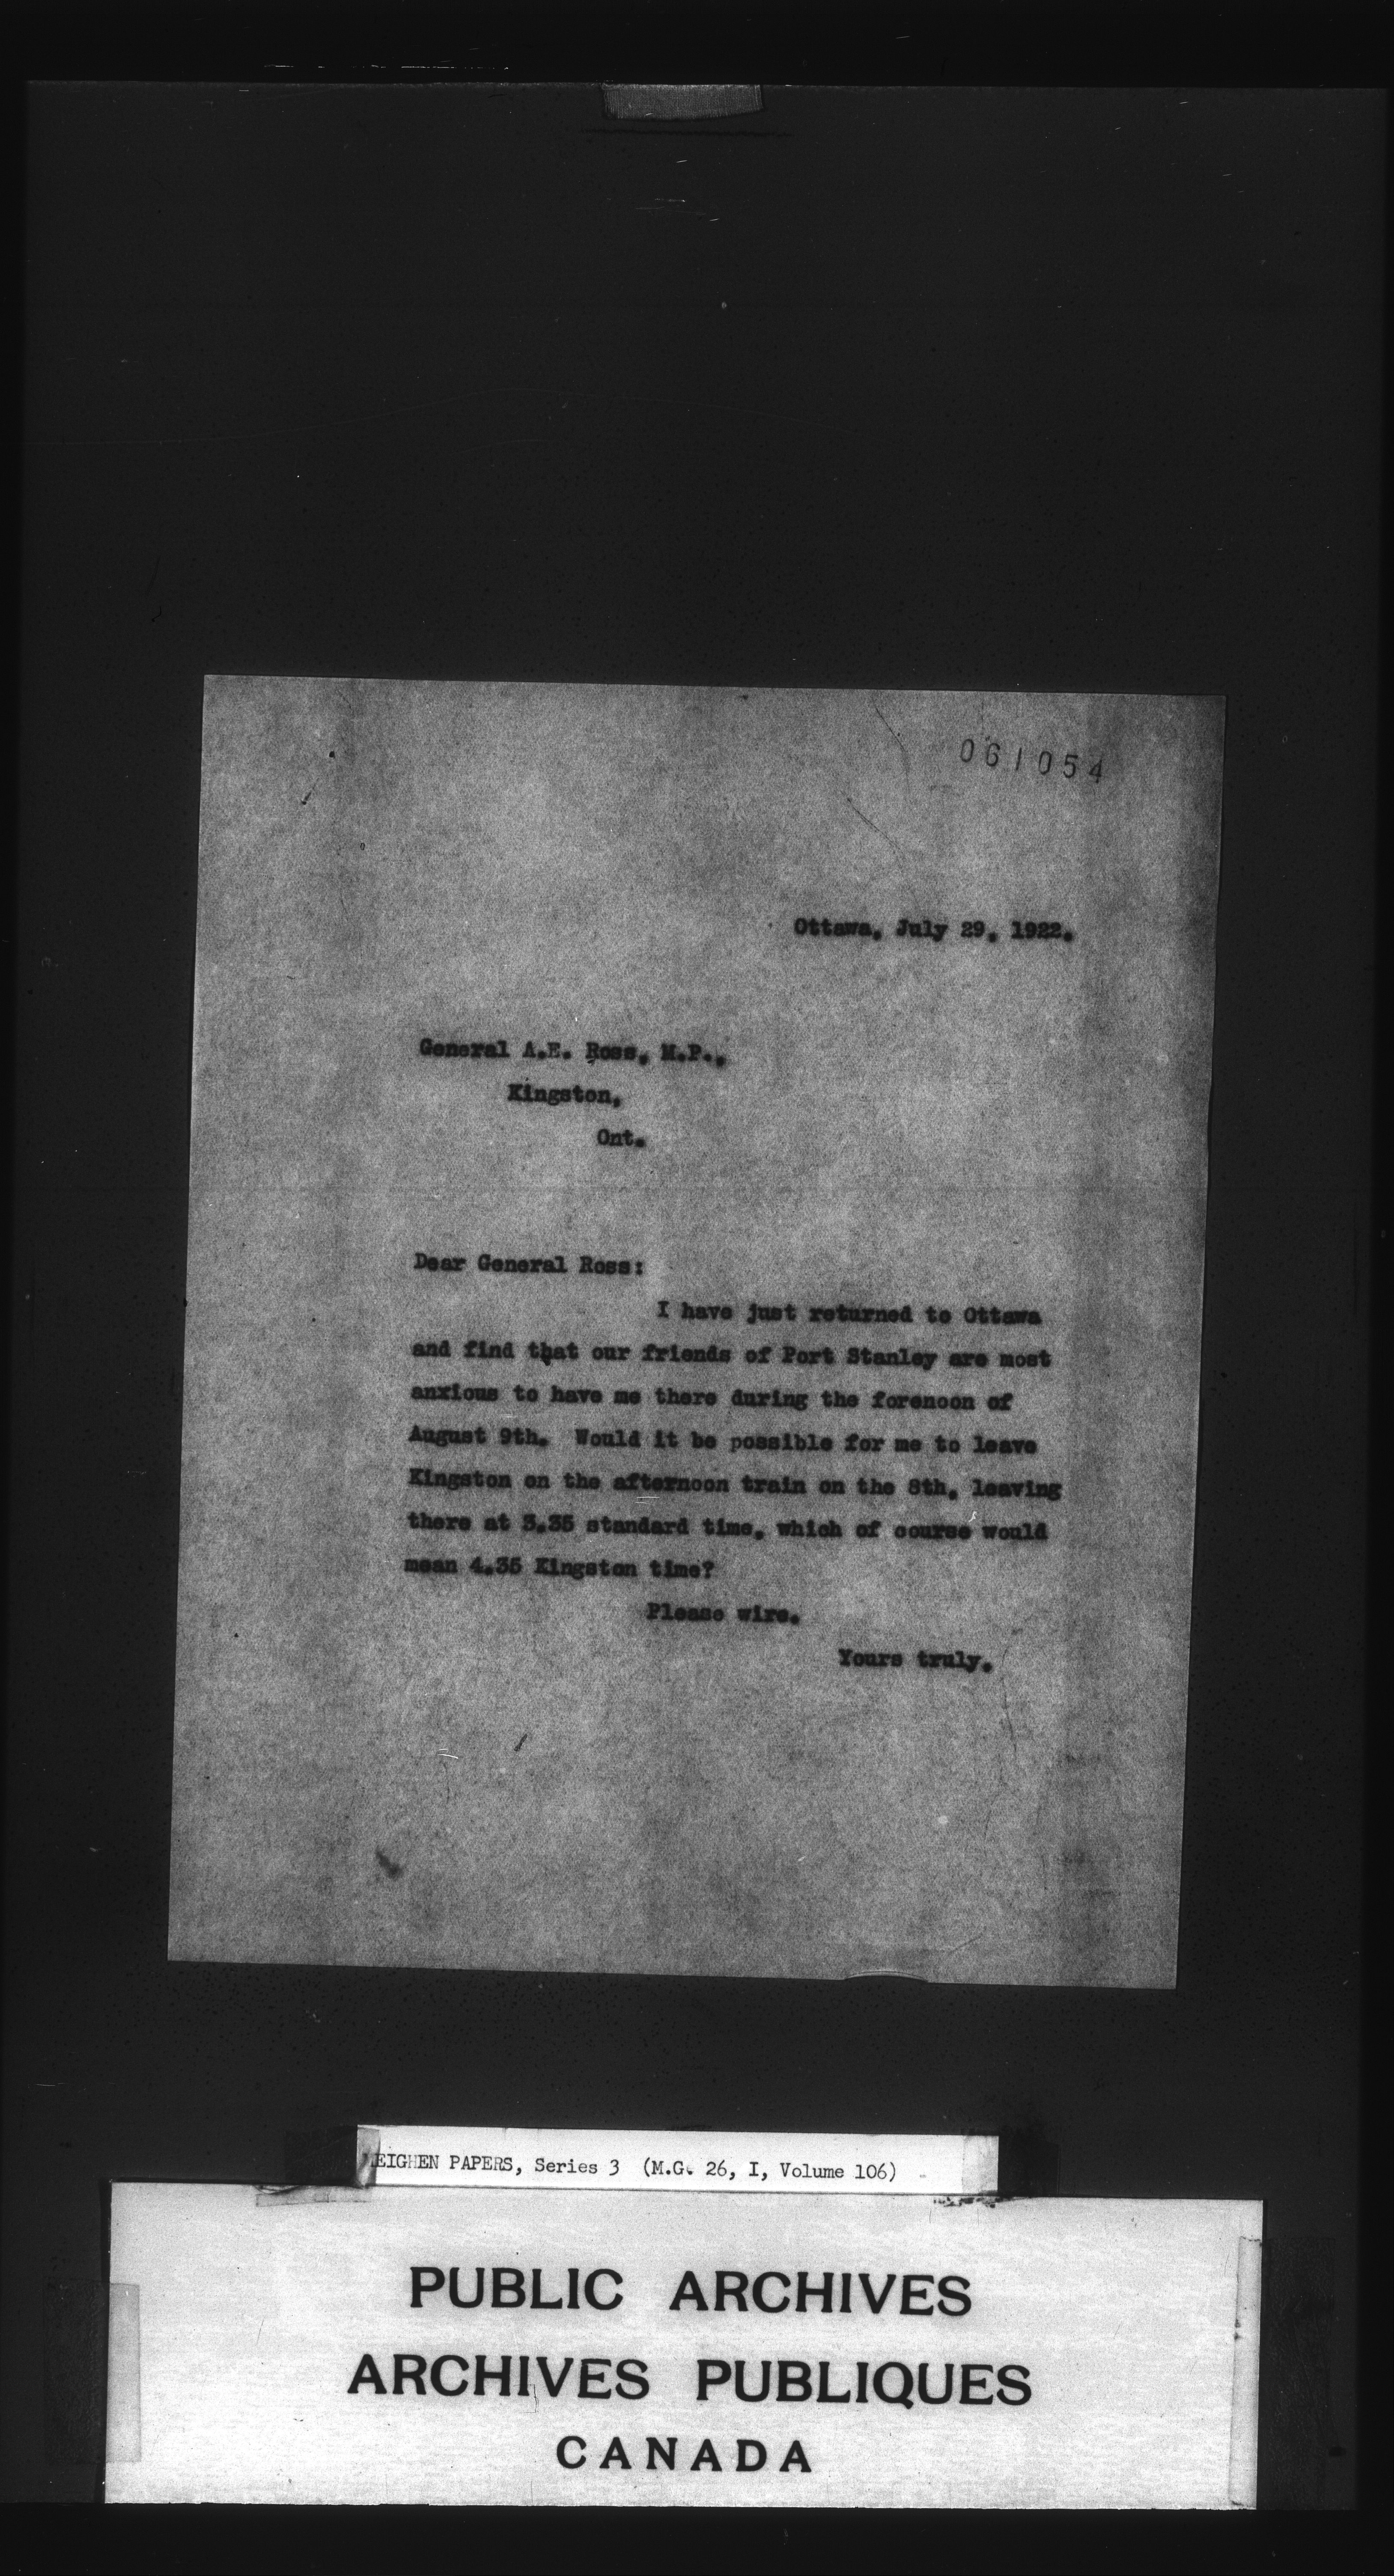 061054
Ottawa, July 29, 1922.
General A.E. Ross, M.P.,
Kingston,
Ont.
Dear General Ross:
I have just returned to Ottawa
and find that our friends of Port Stanley are most
anxious to have me there during the forenoon of
August 9th. Would it be possible for me to leave
Kingston on the afternoon train on the 8th, leaving
there at 3.35 standard time, which of course would
mean 4.35 Kingston time?
Please wire.
Yours truly,
EIGHEN PAPERS, Series 3 (M.G. 26, I, Volume 106)
PUBLIC ARCHIVES
ARCHIVES PUBLIQUES
CANADA